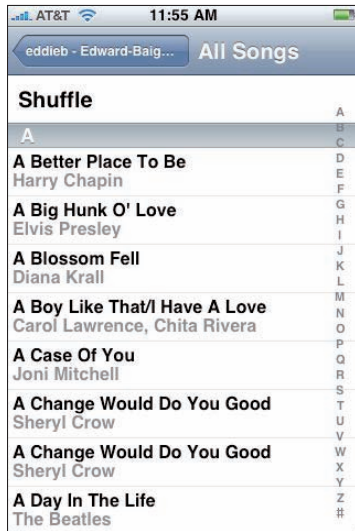 AT&T 11:55 AM
eddieb - Edward-Baig... All Songs
Shuffle
A
A Better Place To Be
Harry Chapin
A Big Hunk O' Love
Elvis Presley
A Blossom Fell
Diana Krall
A Boy Like That/I Have A Love
Carol Lawrence, Chita Rivera
A Case Of You
Joni Mitchell
A Change Would Do You Good
Sheryl Crow
A Change Would Do You Good
Sheryl Crow
A Day In The Life
The Beatles
A
B
C
D
E
F
G
H
I
J
K
L
M
N
O
P
Q
R
S
T
U
V
W
X
Y
Z
#